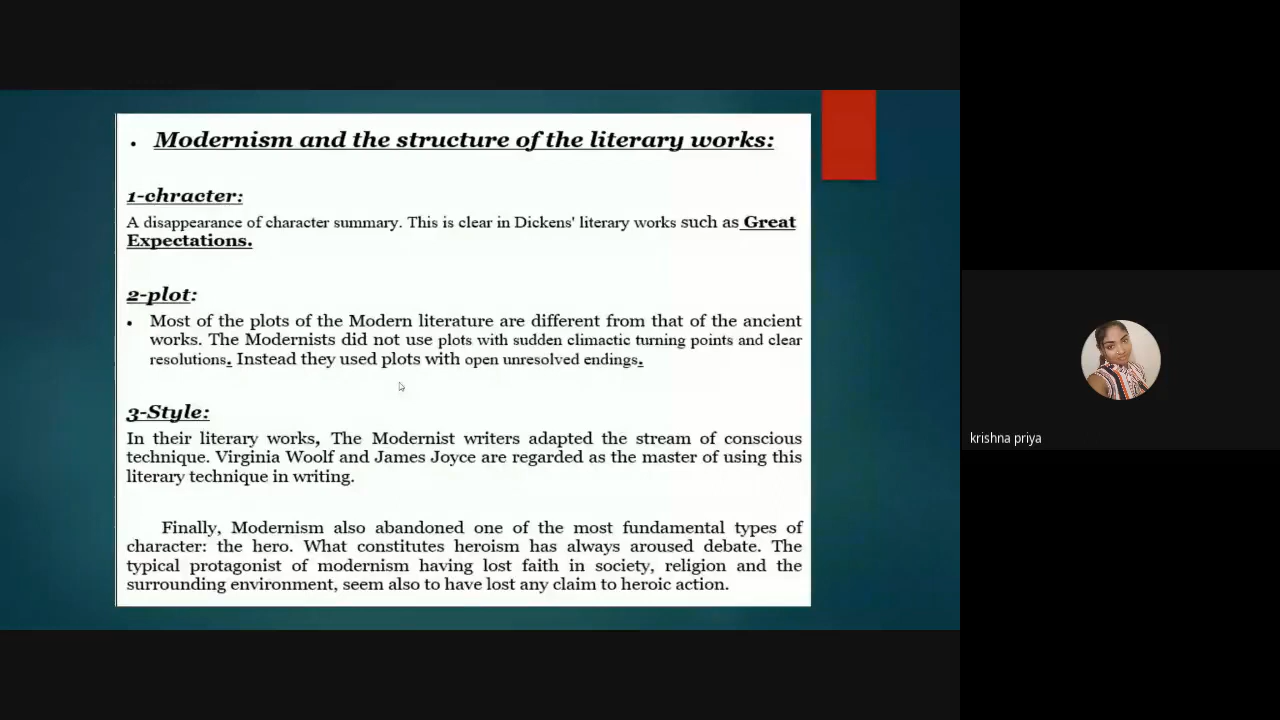 • Modernism and the structure of the literary works:
1-chracter:
A disappearance of character summary. This is clear in Dickens' literary works such as Great
Expectations.
2-plot:
• Most of the plots of the Modern literature are different from that of the ancient
works. The Modernists did not use plots with sudden climactic turning points and clear
resolutions. Instead they used plots with open unresolved endings.
3-Style:
In their literary works, The Modernist writers adapted the stream of conscious
technique. Virginia Woolf and James Joyce are regarded as the master of using this
literary technique in writing.
Finally, Modernism also abandoned one of the most fundamental types of
character: the hero. What constitutes heroism has always aroused debate. The
typical protagonist of modernism having lost faith in society, religion and the
surrounding environment, seem also to have lost any claim to heroic action.
krishna priya